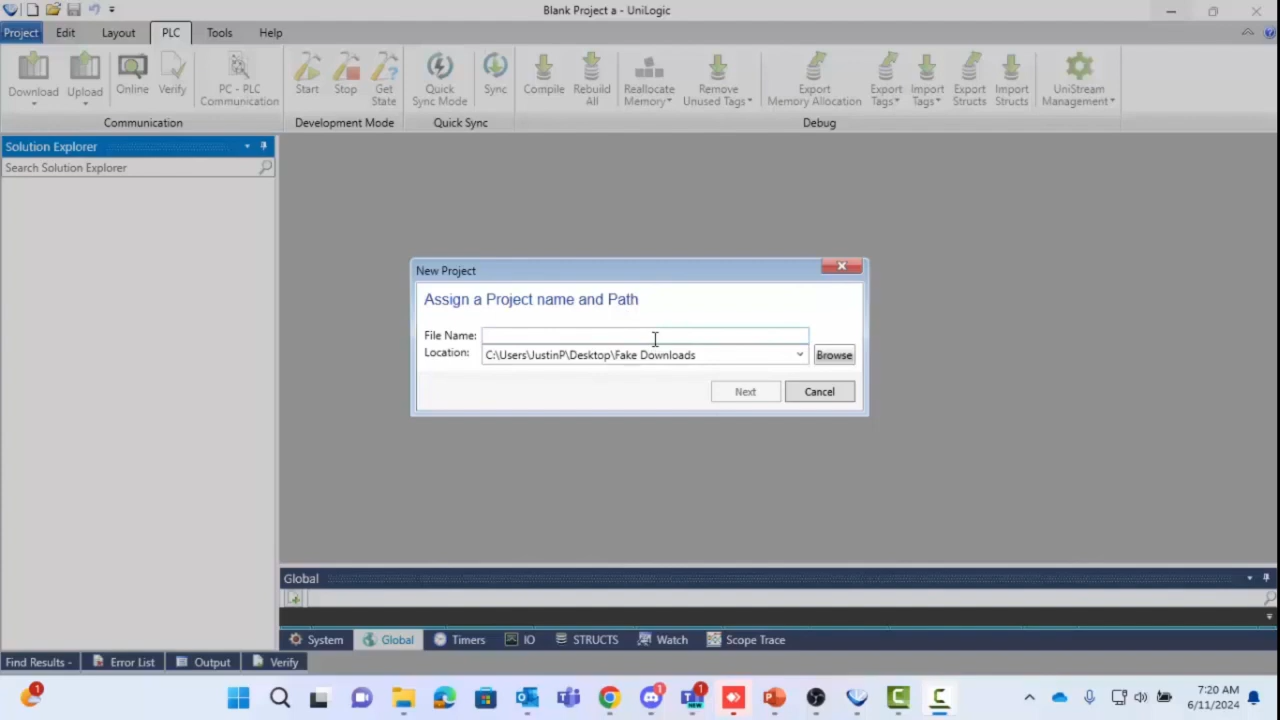 Blank Project a - UniLogic
Project Edit Layout PLC Tools Help
Download Upload Online Verify PC - PLC Communication Start Stop Get State Quick Sync Mode Sync Compile Rebuild All Reallocate Memory Remove Unused Tags Export Memory Allocation Export Tags Import Tags Export Structs Import Structs UniStream Management
Communication Development Mode Quick Sync Debug
Solution Explorer
Search Solution Explorer
New Project
Assign a Project name and Path
File Name:
Location: C:\Users\JustinP\Desktop\Fake Downloads Browse
Next Cancel
Global
System Global Timers IO STRUCTS Watch Scope Trace
Find Results - Error List Output Verify
1 1 1 NEW
7:20 AM
6/11/2024